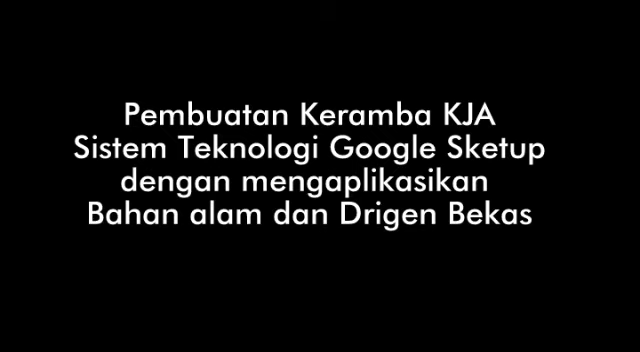 Pembuatan Keramba KJA
Sistem Teknologi Google Sketup
dengan mengaplikasikan
Bahan alam dan Drigen Bekas